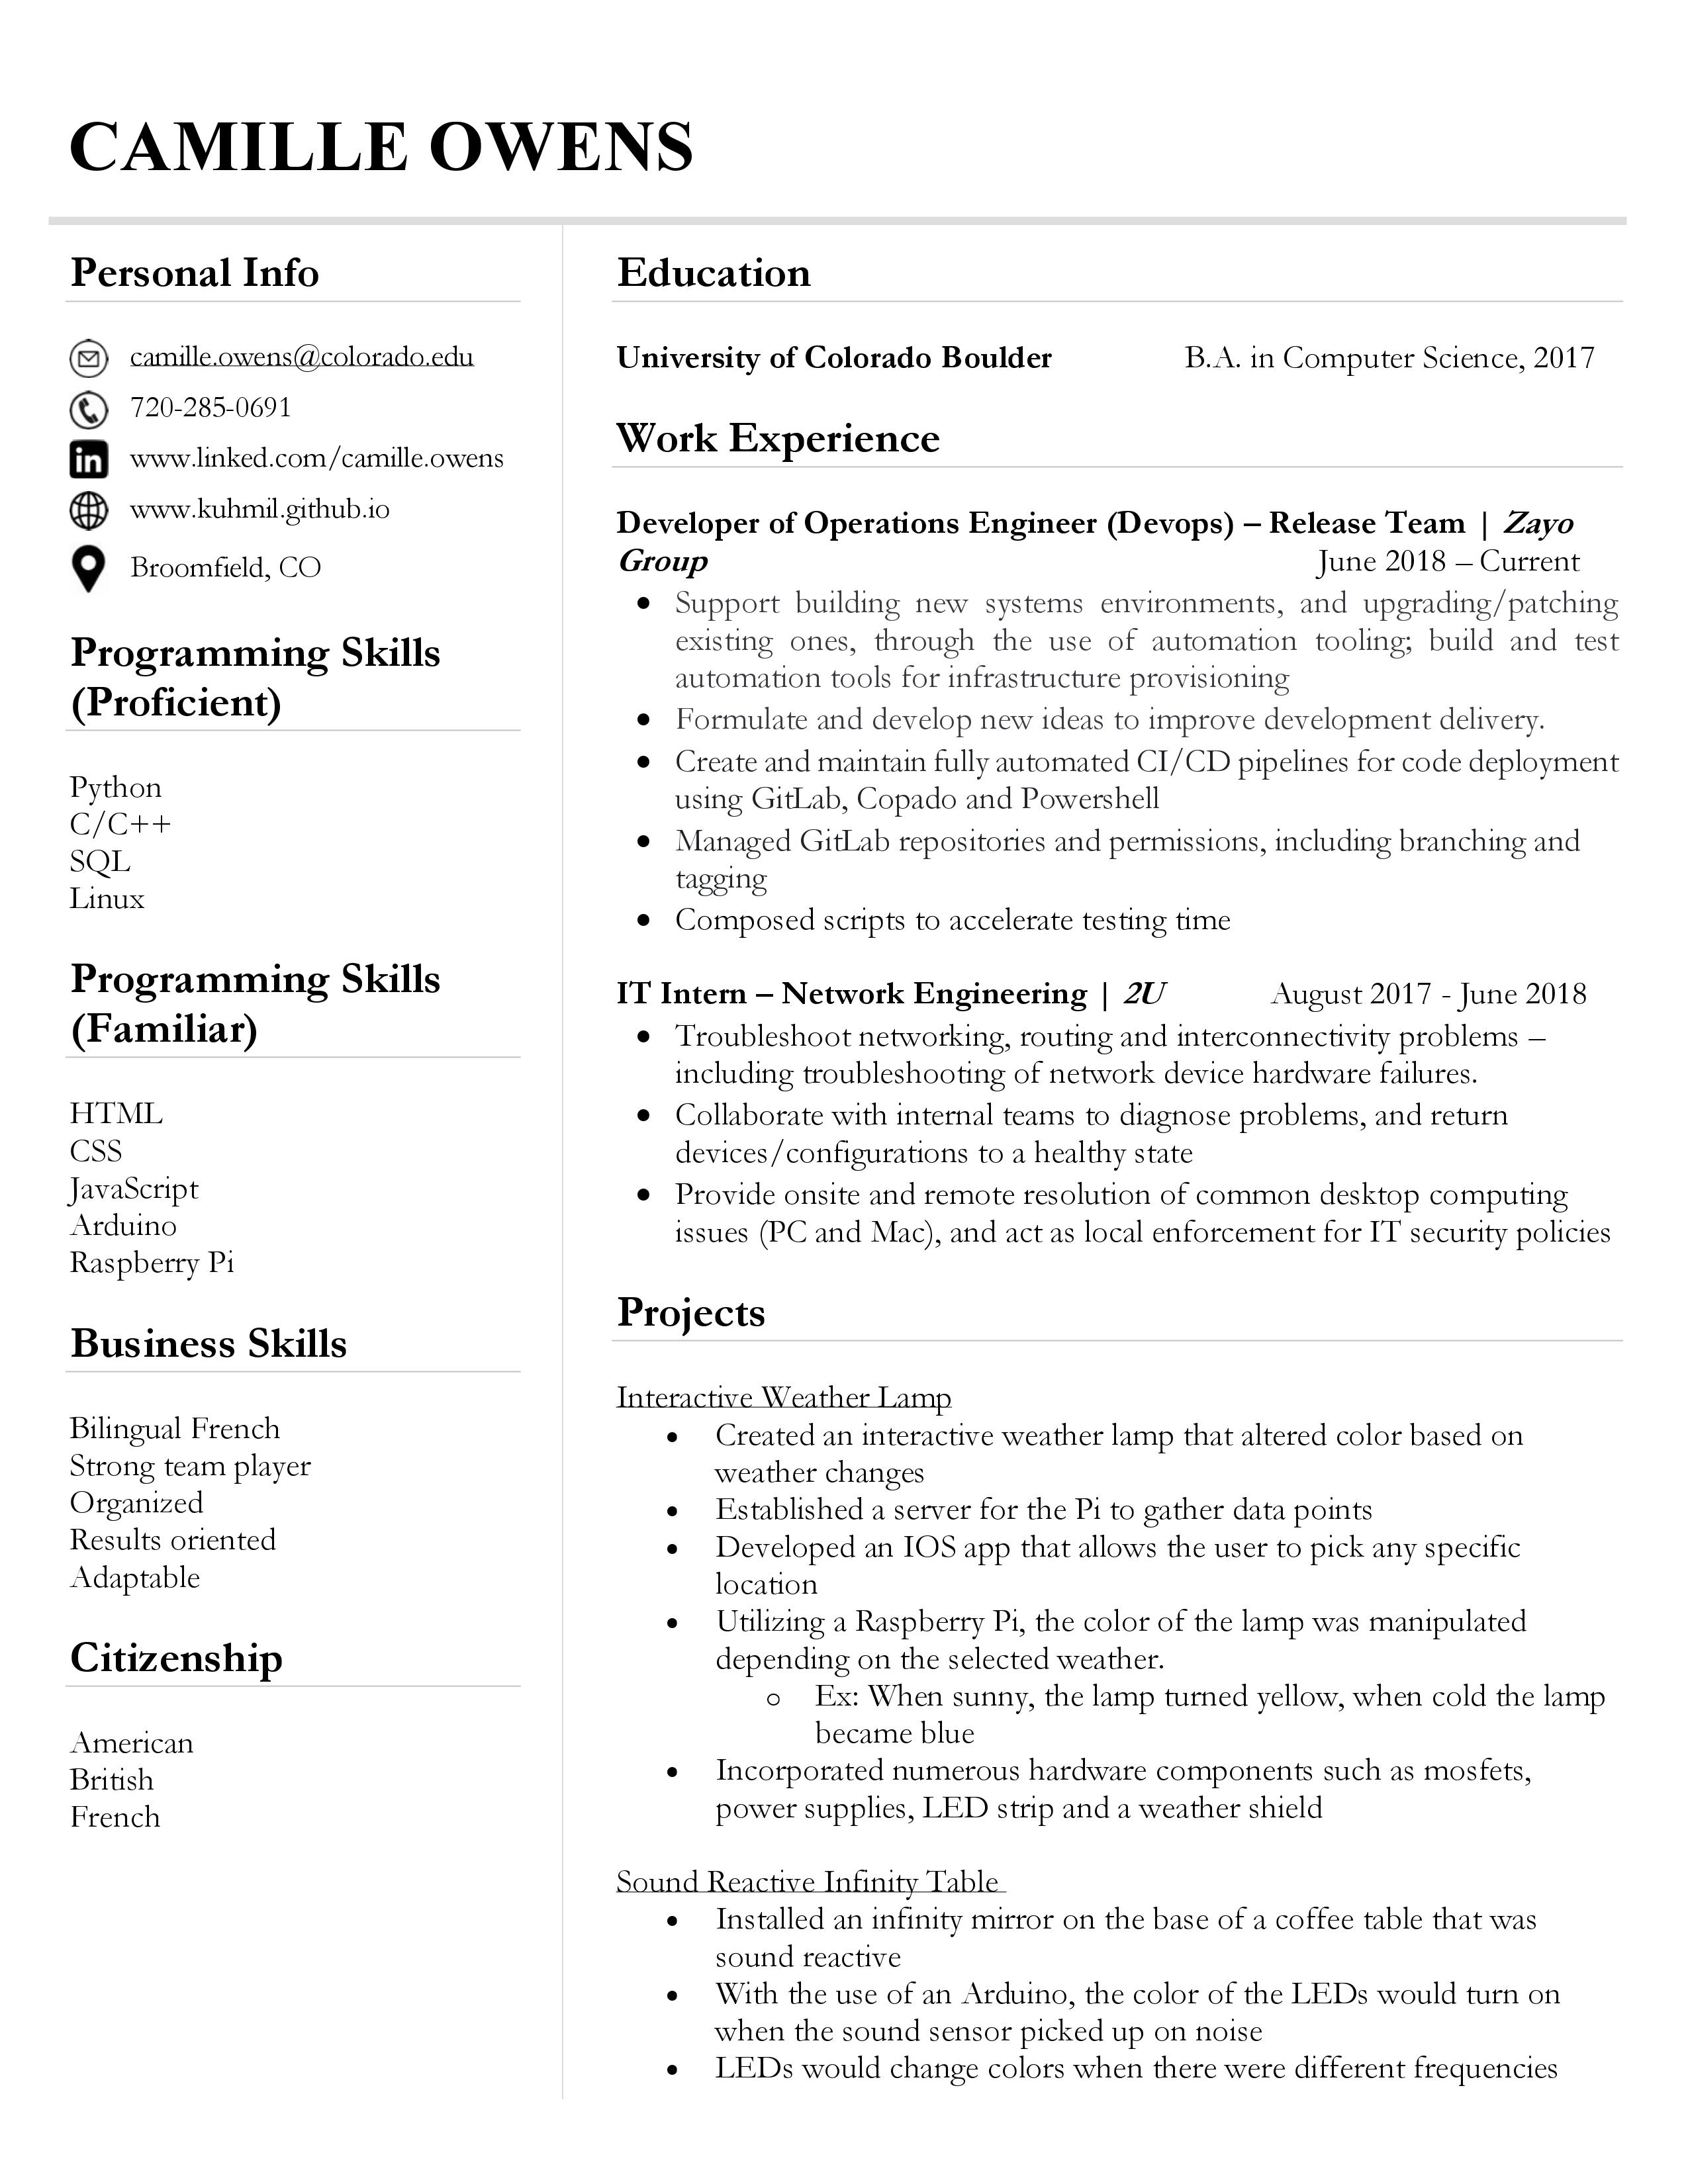 CAMILLE OWENS
Personal Info
camille.owens@colorado.edu
720-285-0691
www.linked.com/camille.owens
www.kuhmil.github.io
Broomfield, CO
Programming Skills
(Proficient)
Python
C/C++
SQL
Linux
Programming Skills
(Familiar)
HTML
CSS
JavaScript
Arduino
Raspberry Pi
Business Skills
Bilingual French
Strong team player
Organized
Results oriented
Adaptable
Citizenship
American
British
French
Education
University of Colorado Boulder B.A. in Computer Science, 2017
Work Experience
Developer of Operations Engineer (Devops) – Release Team | Zayo
Group June 2018 – Current
• Support building new systems environments, and upgrading/patching
existing ones, through the use of automation tooling; build and test
automation tools for infrastructure provisioning
• Formulate and develop new ideas to improve development delivery.
• Create and maintain fully automated CI/CD pipelines for code deployment
using GitLab, Copado and Powershell
• Managed GitLab repositories and permissions, including branching and
tagging
• Composed scripts to accelerate testing time
IT Intern – Network Engineering | 2U August 2017 - June 2018
• Troubleshoot networking, routing and interconnectivity problems –
including troubleshooting of network device hardware failures.
• Collaborate with internal teams to diagnose problems, and return
devices/configurations to a healthy state
• Provide onsite and remote resolution of common desktop computing
issues (PC and Mac), and act as local enforcement for IT security policies
Projects
Interactive Weather Lamp
• Created an interactive weather lamp that altered color based on
weather changes
• Established a server for the Pi to gather data points
• Developed an IOS app that allows the user to pick any specific
location
• Utilizing a Raspberry Pi, the color of the lamp was manipulated
depending on the selected weather.
o Ex: When sunny, the lamp turned yellow, when cold the lamp
became blue
• Incorporated numerous hardware components such as mosfets,
power supplies, LED strip and a weather shield
Sound Reactive Infinity Table
• Installed an infinity mirror on the base of a coffee table that was
sound reactive
• With the use of an Arduino, the color of the LEDs would turn on
when the sound sensor picked up on noise
• LEDs would change colors when there were different frequencies